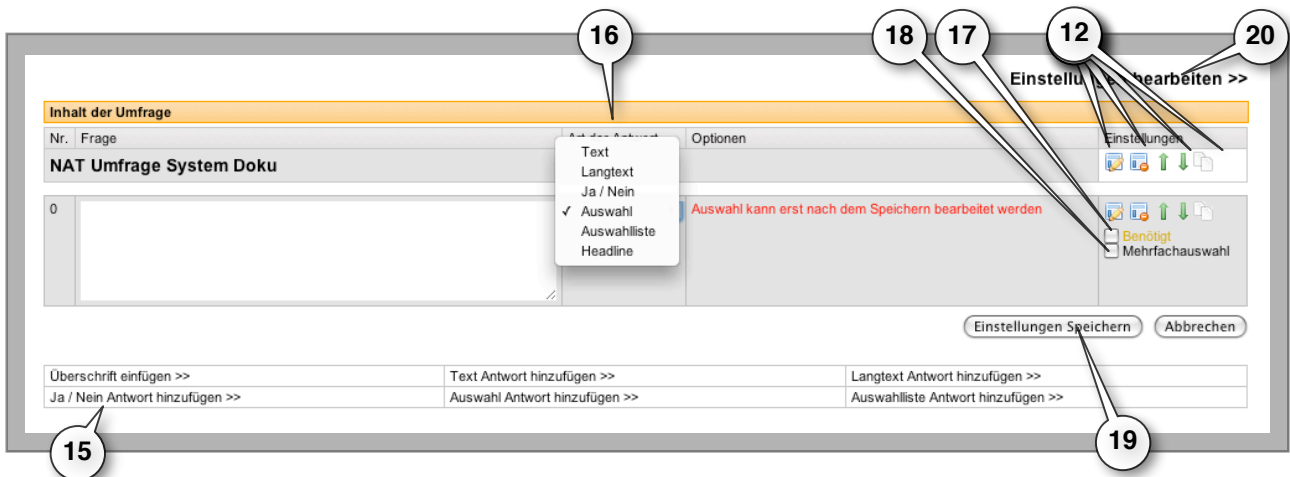 16
18
17
12
20
Einstellungen bearbeiten >>
Inhalt der Umfrage
Nr. Frage Art der Antwort Optionen Einstellungen
NAT Umfrage System Doku
Text
Langtext
Ja / Nein
✓ Auswahl
Auswahlliste
Headline
0
Auswahl kann erst nach dem Speichern bearbeitet werden
Benötigt
Mehrfachauswahl
Einstellungen Speichern Abbrechen
Überschrift einfügen >> Text Antwort hinzufügen >> Langtext Antwort hinzufügen >>
Ja / Nein Antwort hinzufügen >> Auswahl Antwort hinzufügen >> Auswahlliste Antwort hinzufügen >>
15
19